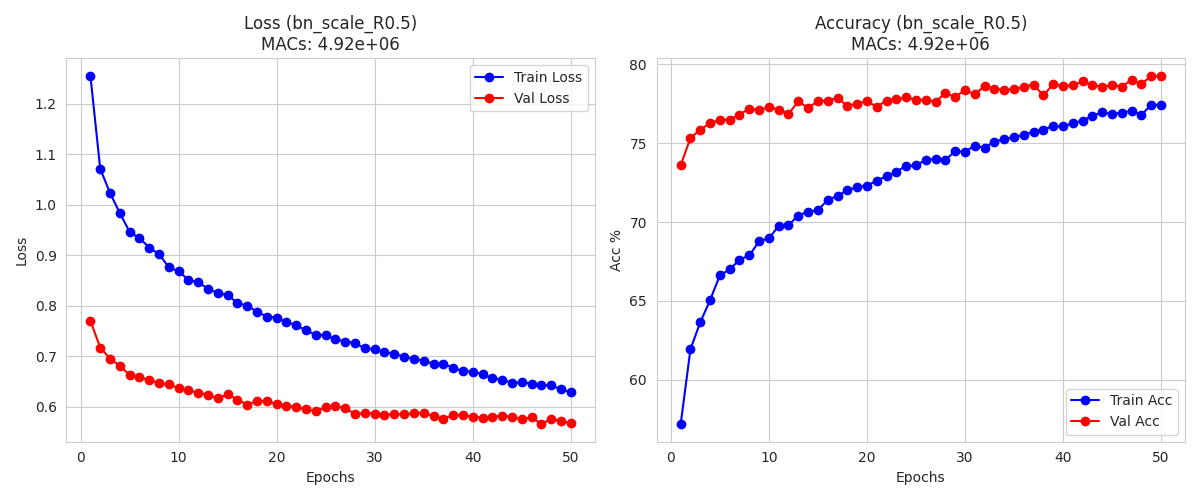 Loss (bn_scale_R0.5)
MACs: 4.92e+06
Loss
1.2
1.1
1.0
0.9
0.8
0.7
0.6
Train Loss
Val Loss
0
10
20
30
40
50
Epochs
Accuracy (bn_scale_R0.5)
MACs: 4.92e+06
Acc %
80
75
70
65
60
Train Acc
Val Acc
0
10
20
30
40
50
Epochs